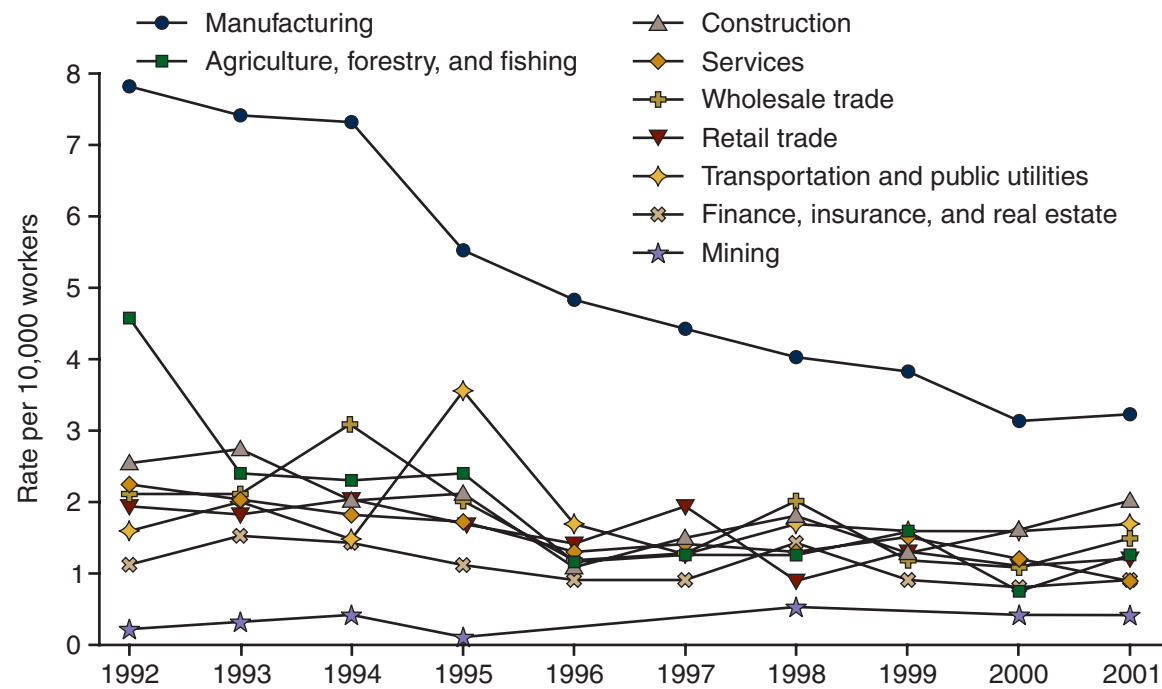 Manufacturing
Agriculture, forestry, and fishing
Construction
Services
Wholesale trade
Retail trade
Transportation and public utilities
Finance, insurance, and real estate
Mining
Rate per 10,000 workers
8
7
6
5
4
3
2
1
0
1992 1993 1994 1995 1996 1997 1998 1999 2000 2001